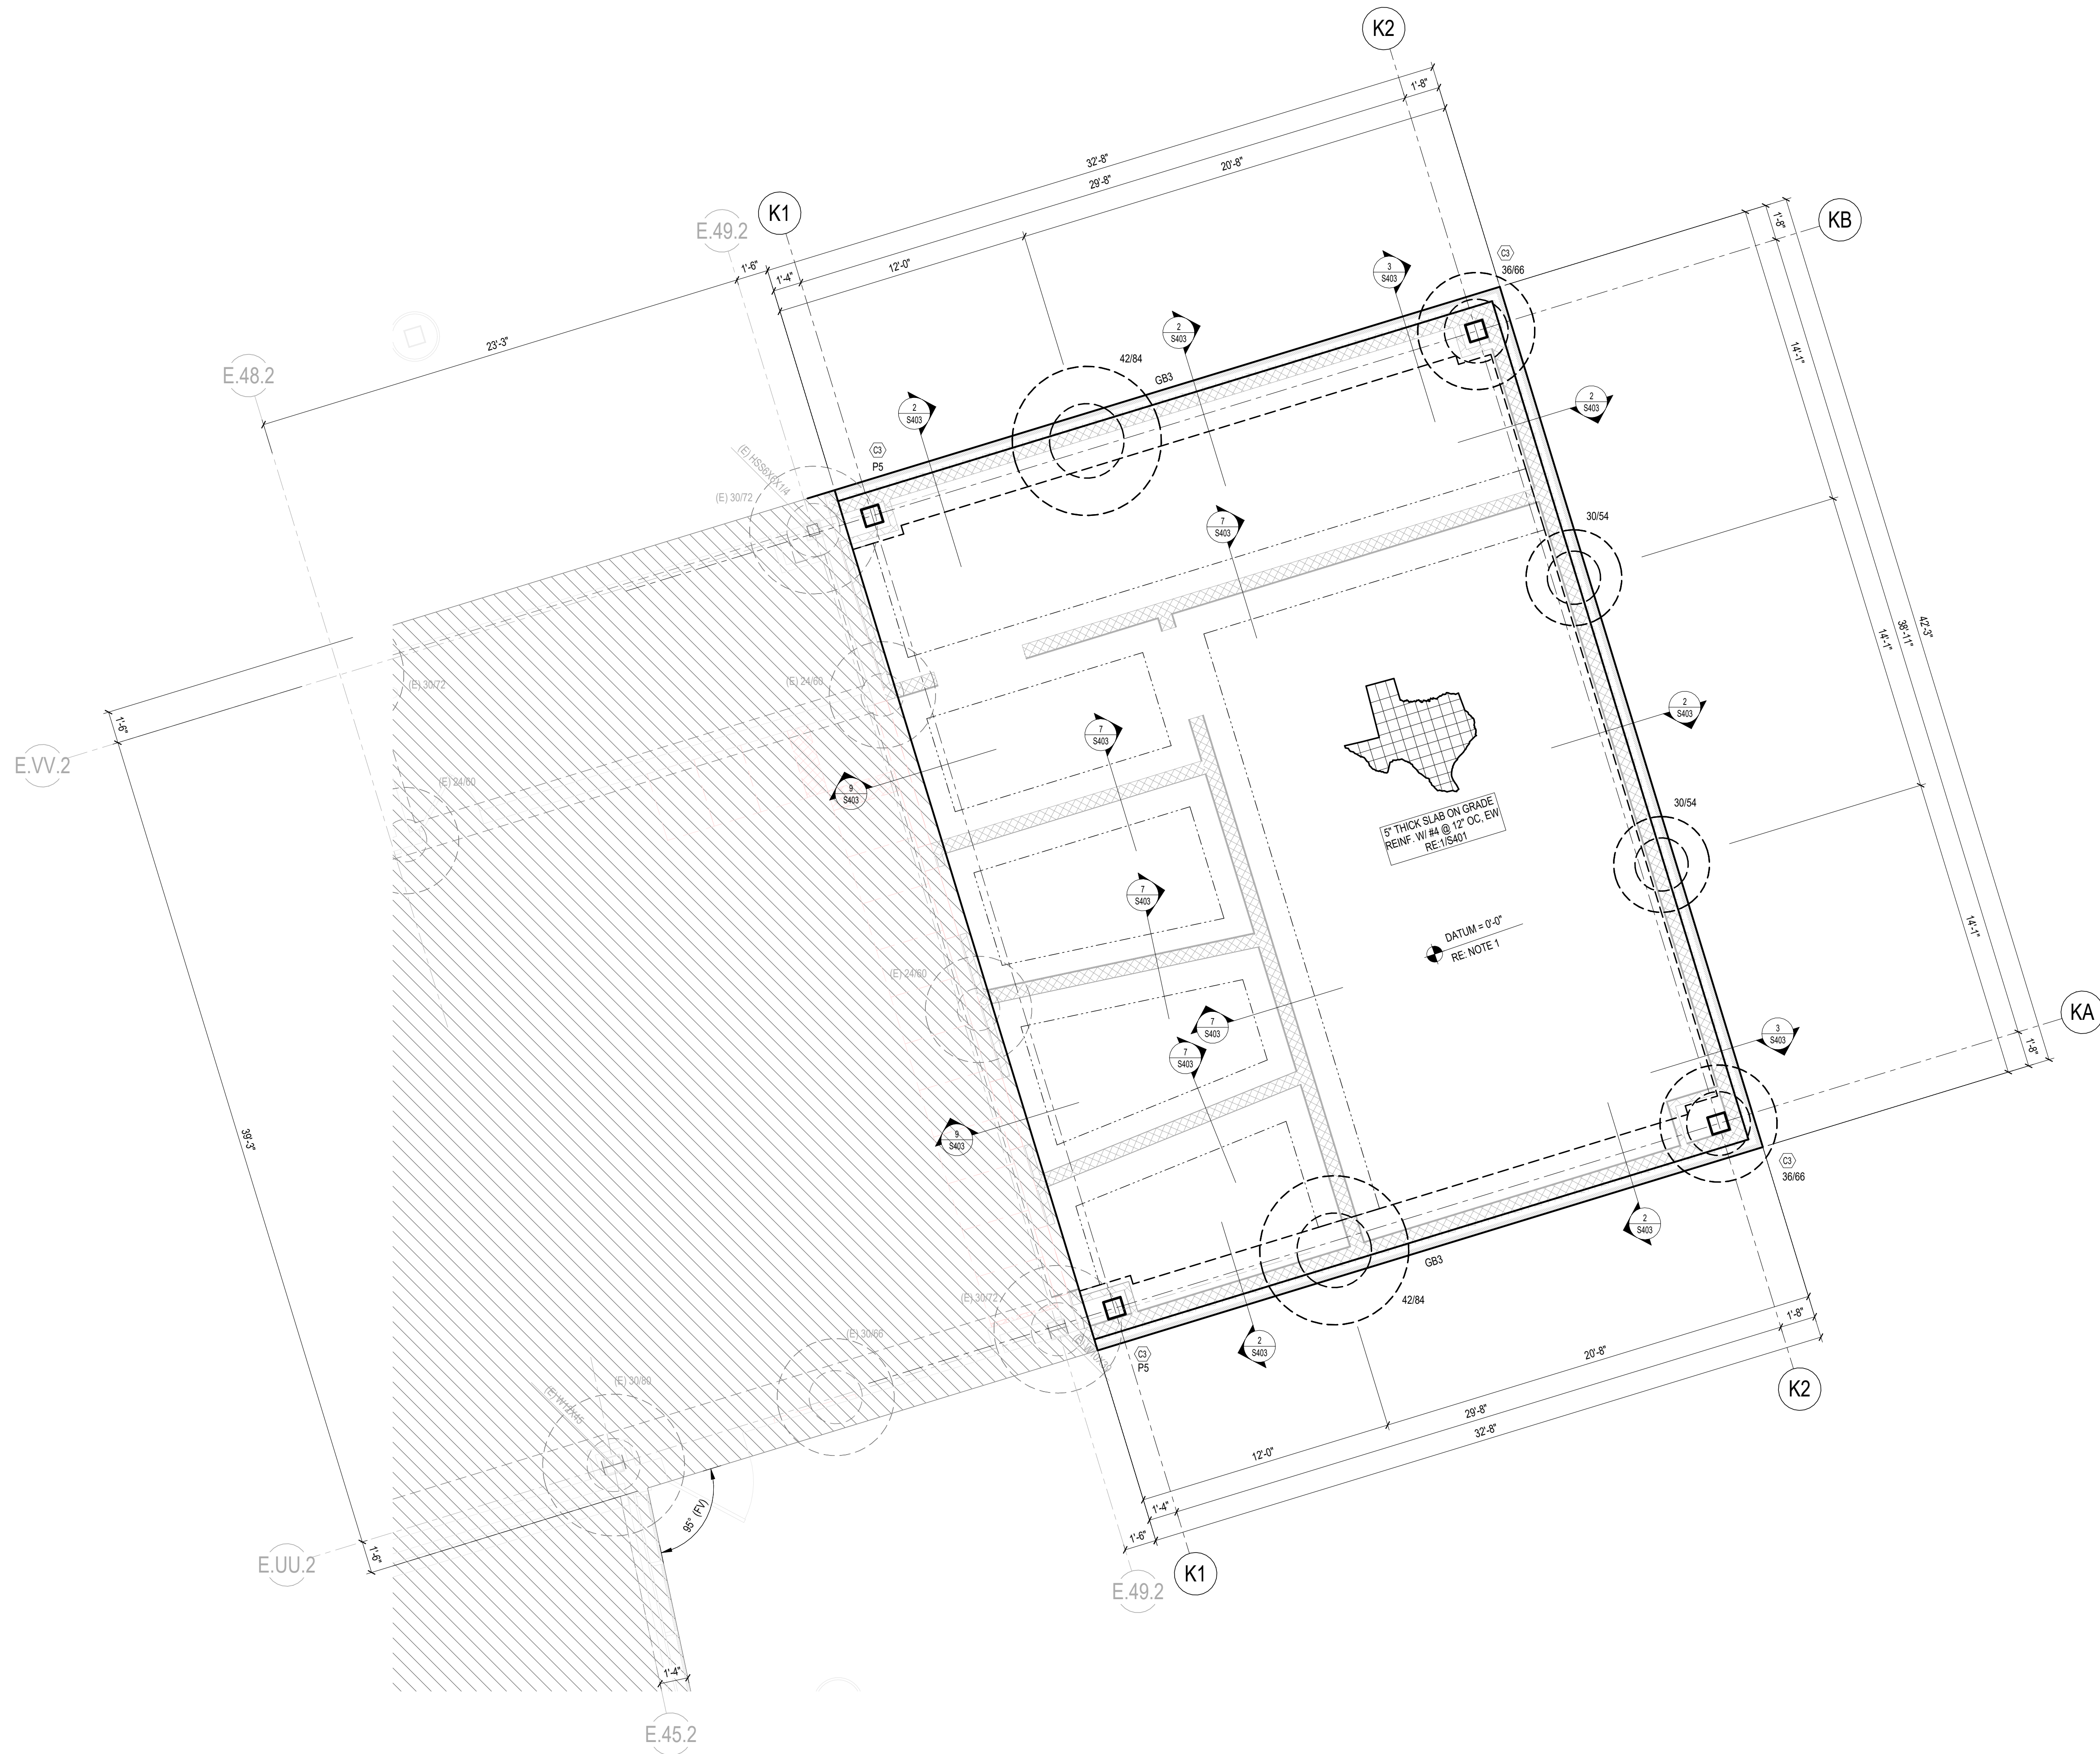 K2
1'-8"
32'-8"
29'-8"
20'-8"
K1
E.49.2
1'-6"
1'-4"
12'-0"
23'-3"
E.48.2
KB
1'-8"
C3
36/66
3
S403
2
S403
42/84
GB3
2
S403
2
S403
14'-1"
C3
P5
(E) HSS6X6X1/4
(E) 30/72
7
S403
30/54
42'-3"
38'-11"
14'-1"
(E) 24/60
(E) 30/72
1'-6"
E.VV.2
(E) 24/60
7
S403
2
S403
9
S403
5" THICK SLAB ON GRADE
REINF. W/ #4 @ 12" OC, EW
RE:1/S401
30/54
7
S403
DATUM = 0'-0"
RE: NOTE 1
14'-1"
(E) 24/60
7
S403
7
S403
KA
3
S403
1'-8"
39'-3"
9
S403
C3
36/66
2
S403
GB3
42/84
(E) 30/72
(E) 30/66
C3
P5
2
S403
(E) 30/80
(E) W12X45
1'-8"
20'-8"
K2
29'-8"
32'-8"
12'-0"
95° (FV)
1'-4"
1'-6"
1'-6"
E.UU.2
K1
E.49.2
1'-4"
E.45.2